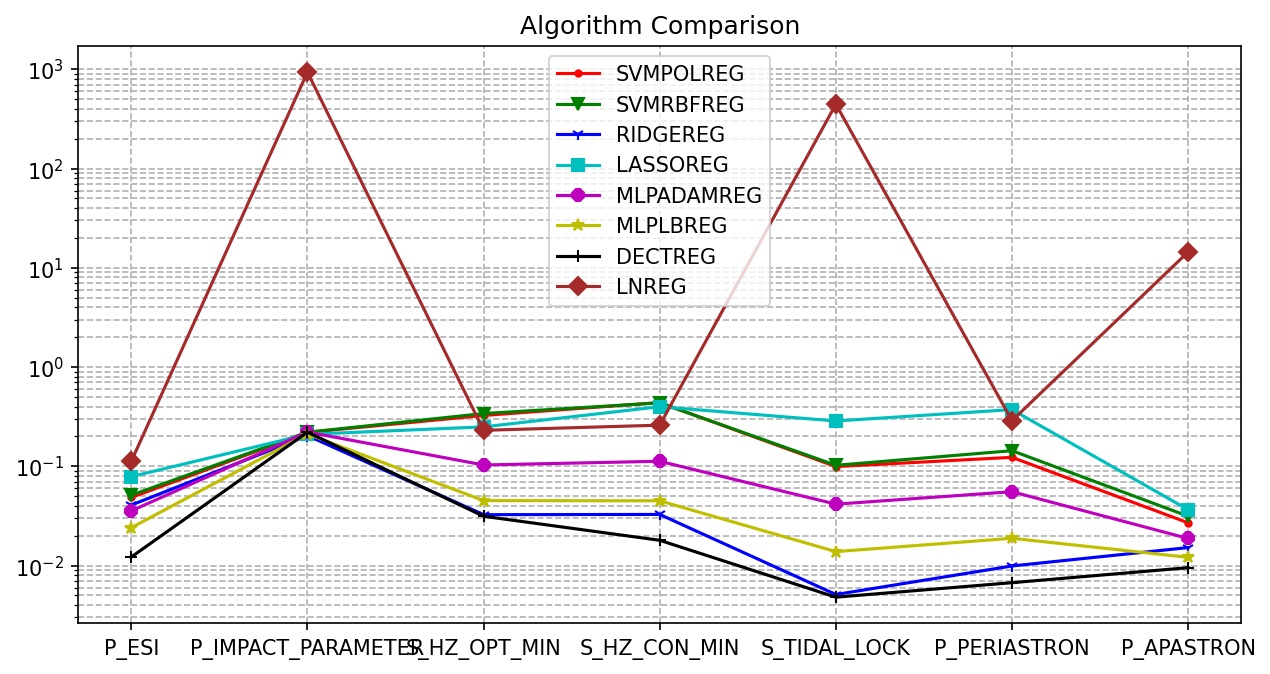 Algorithm Comparison
10³
10²
10¹
10⁰
10⁻¹
10⁻²
SVMPOLREG
SVMRBFREG
RIDGEREG
LASSOREG
MLPADAMREG
MLPLBREG
DECTREG
LNREG
P_ESI P_IMPACT_PARAMETER S_HZ_OPT_MIN S_HZ_CON_MIN S_TIDAL_LOCK P_PERIASTRON P_APASTRON